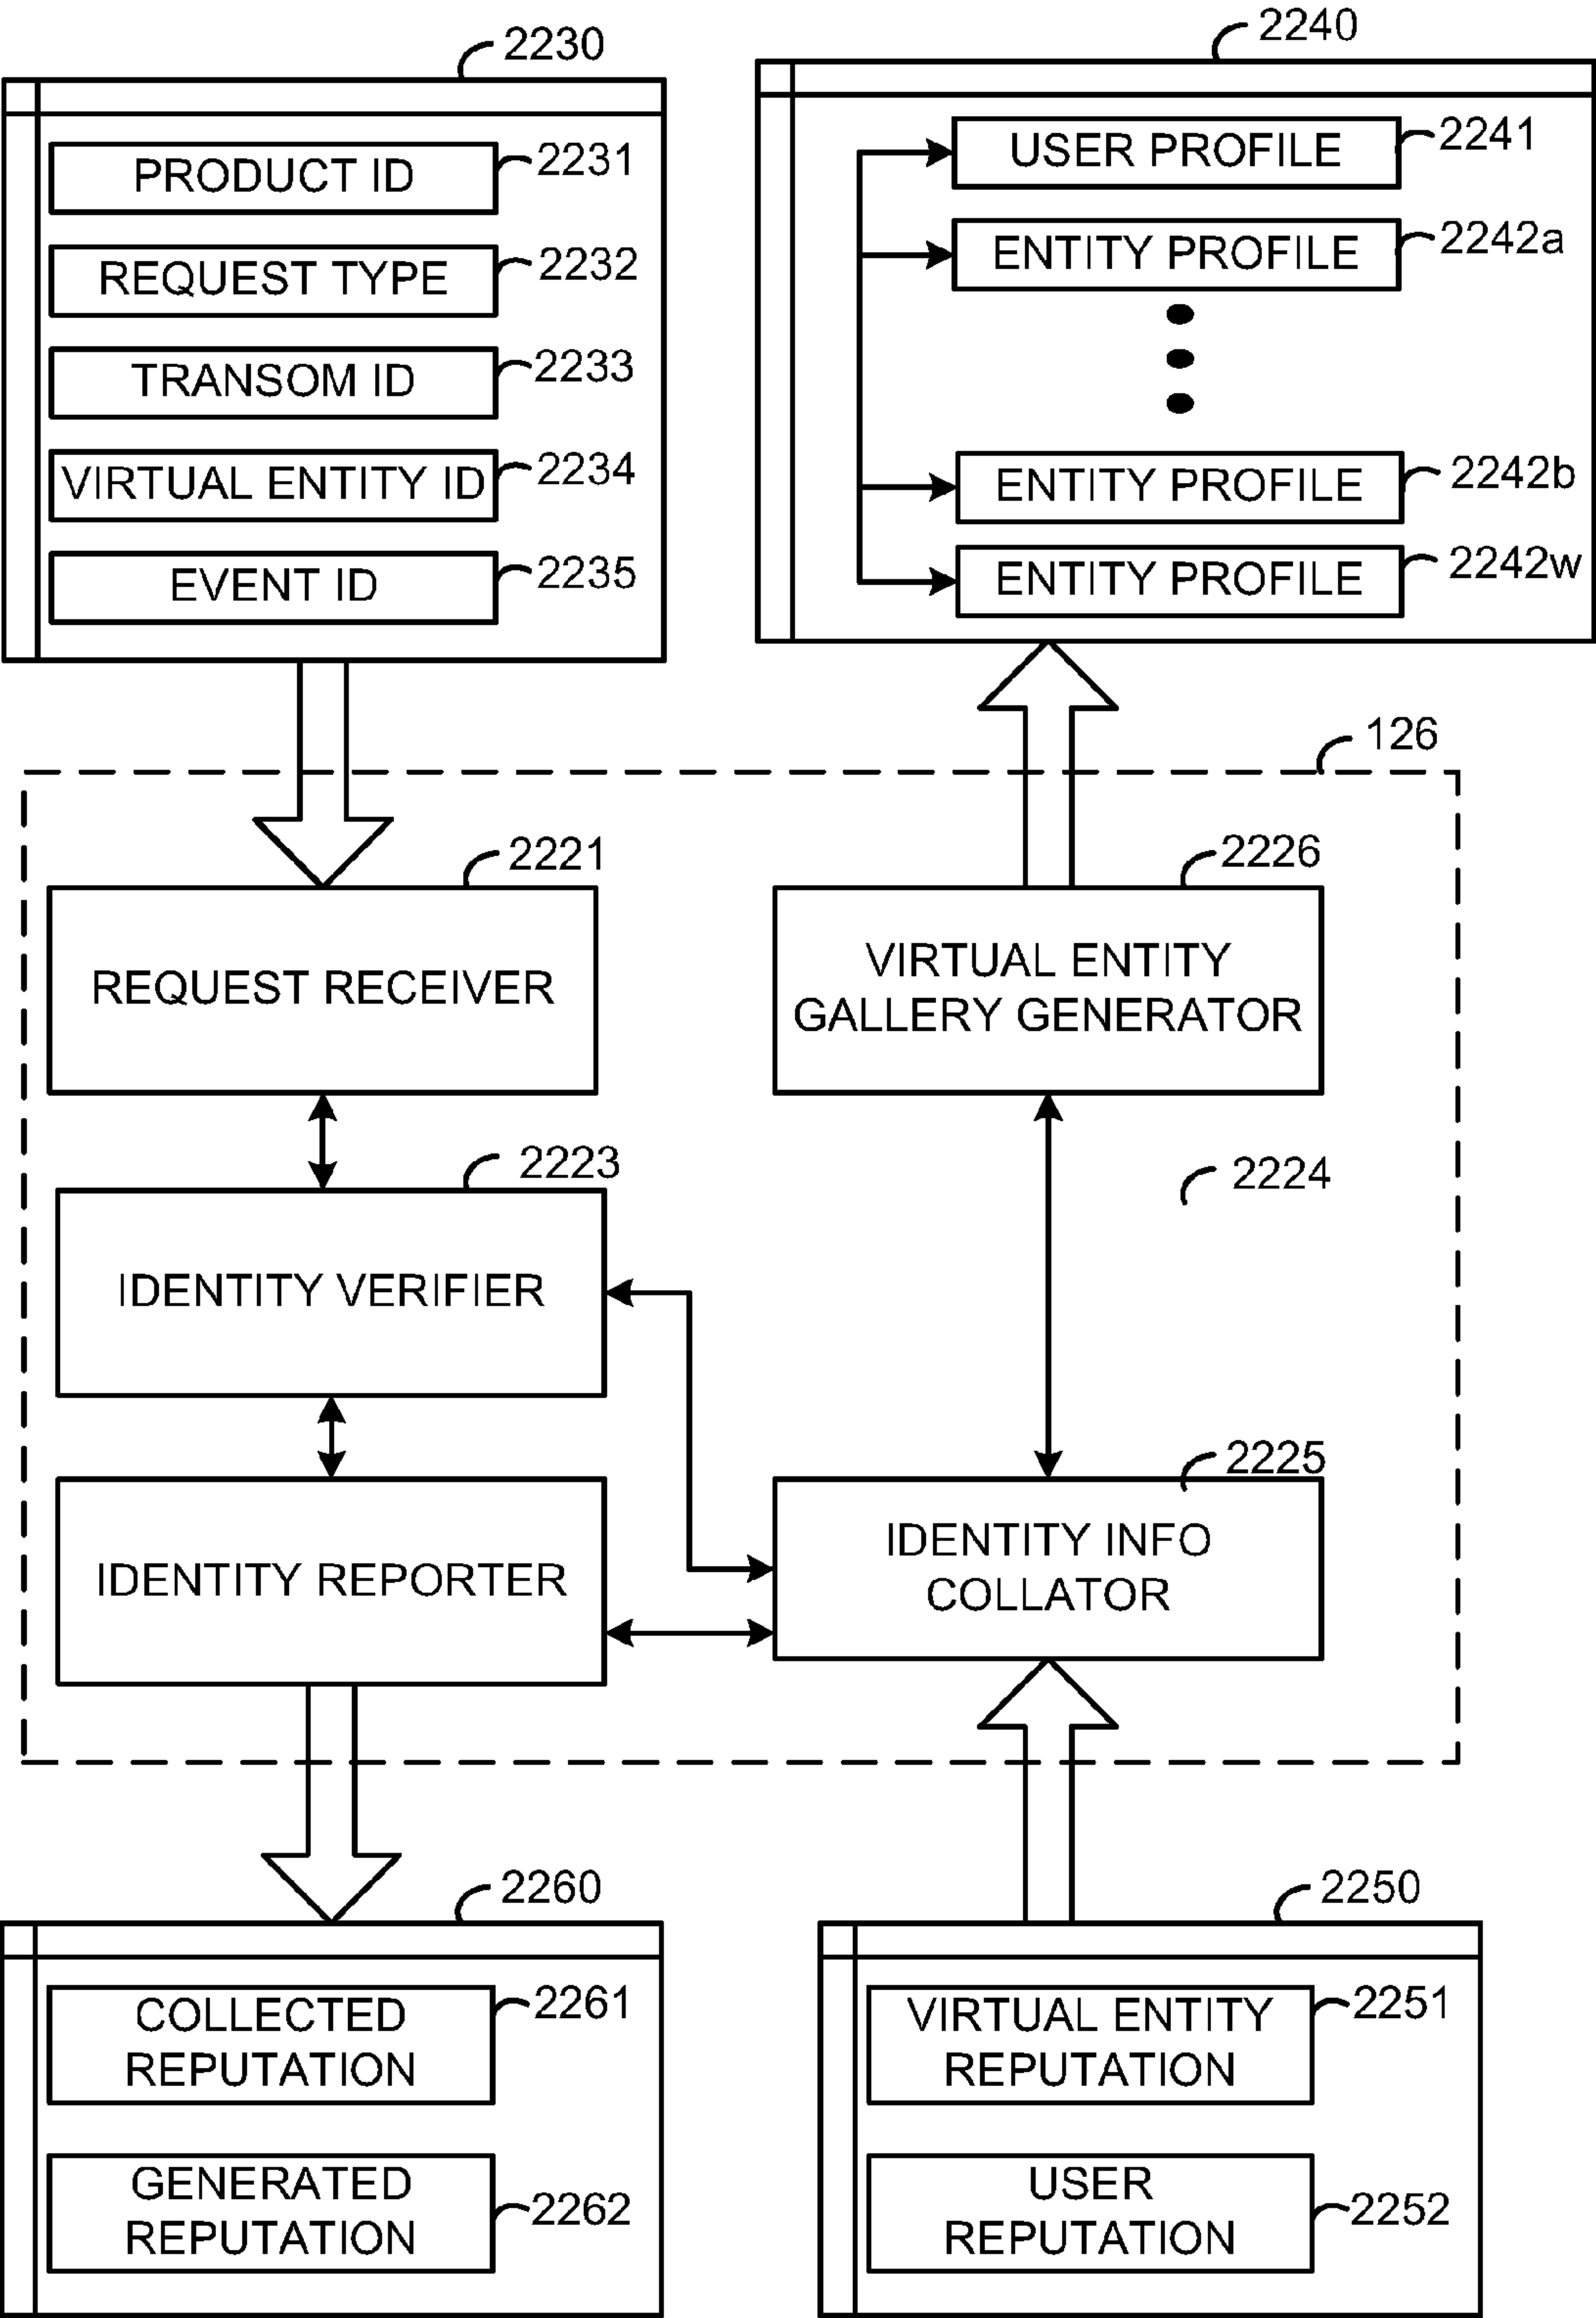 2230
PRODUCT ID
2231
REQUEST TYPE
2232
TRANSOM ID
2233
VIRTUAL ENTITY ID
2234
EVENT ID
2235
2240
USER PROFILE
2241
ENTITY PROFILE
2242a
ENTITY PROFILE
2242b
ENTITY PROFILE
2242w
126
2221
REQUEST RECEIVER
2226
VIRTUAL ENTITY
GALLERY GENERATOR
2223
IDENTITY VERIFIER
2224
IDENTITY REPORTER
2225
IDENTITY INFO
COLLATOR
2260
COLLECTED
REPUTATION
2261
GENERATED
REPUTATION
2262
2250
VIRTUAL ENTITY
REPUTATION
2251
USER
REPUTATION
2252